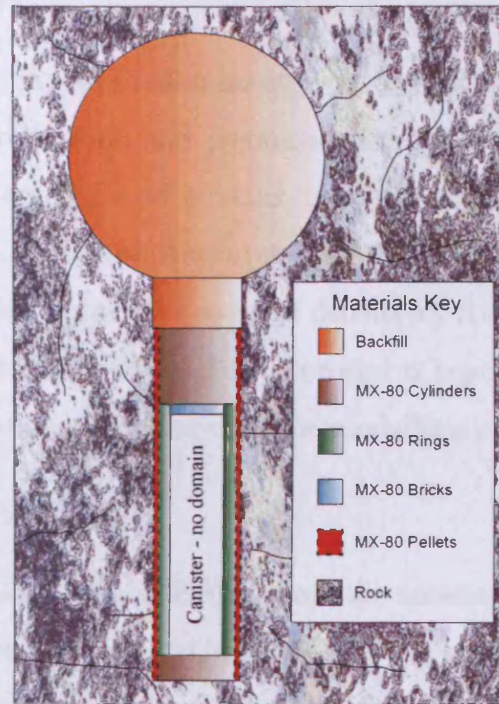 Materials Key
Backfill
MX-80 Cylinders
MX-80 Rings
MX-80 Bricks
MX-80 Pellets
Rock
Canister - no domain